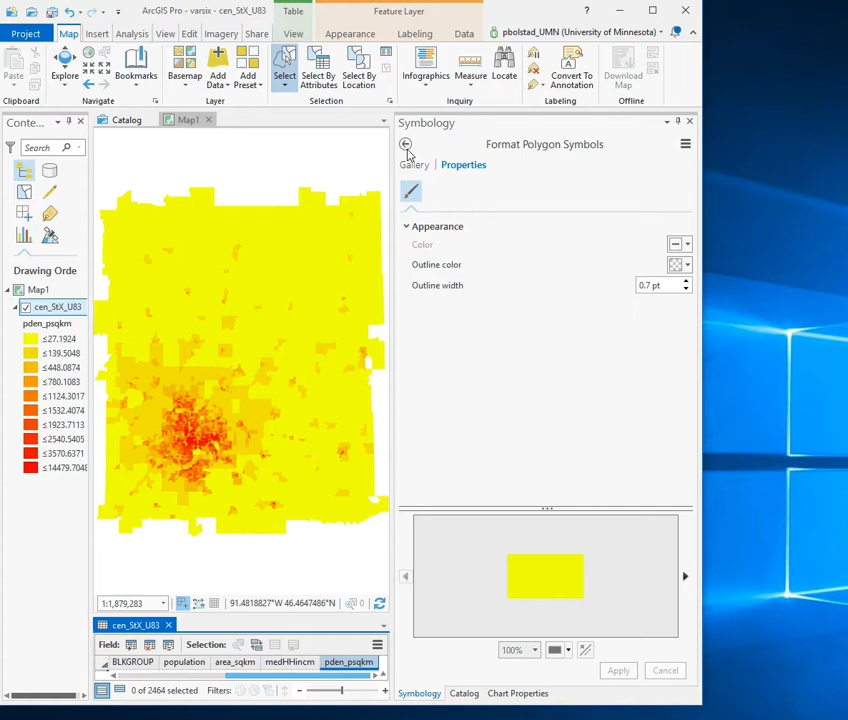 ArcGIS Pro - varsix - cen_StX_U83
Table
Feature Layer
?
Project Map Insert Analysis View Edit Imagery Share View Appearance Labeling Data
pbolstad_UMN (University of Minnesota)
Paste Explore Bookmarks Basemap Add Data Add Preset Select Select By Attributes Select By Location Infographics Measure Locate Convert To Annotation Download Map
Clipboard Navigate Layer Selection Inquiry Labeling Offline
Conte...
Search
Drawing Orde
Map1
cen_StX_U83
pden_psqkm
≤27.1924
≤139.5048
≤448.0874
≤780.1083
≤1124.3017
≤1532.4074
≤1923.7113
≤2540.5405
≤3570.6371
≤14479.7048
Catalog Map1
1:1,879,283 91.4818827°W 46.4647486°N 0
cen_StX_U83
Field: Selection:
BLKGROUP population area_sqkm medHHincm pden_psqkm
0 of 2464 selected Filters:
Symbology
Format Polygon Symbols
Gallery Properties
Appearance
Color
Outline color
Outline width 0.7 pt
100%
Apply Cancel
Symbology Catalog Chart Properties